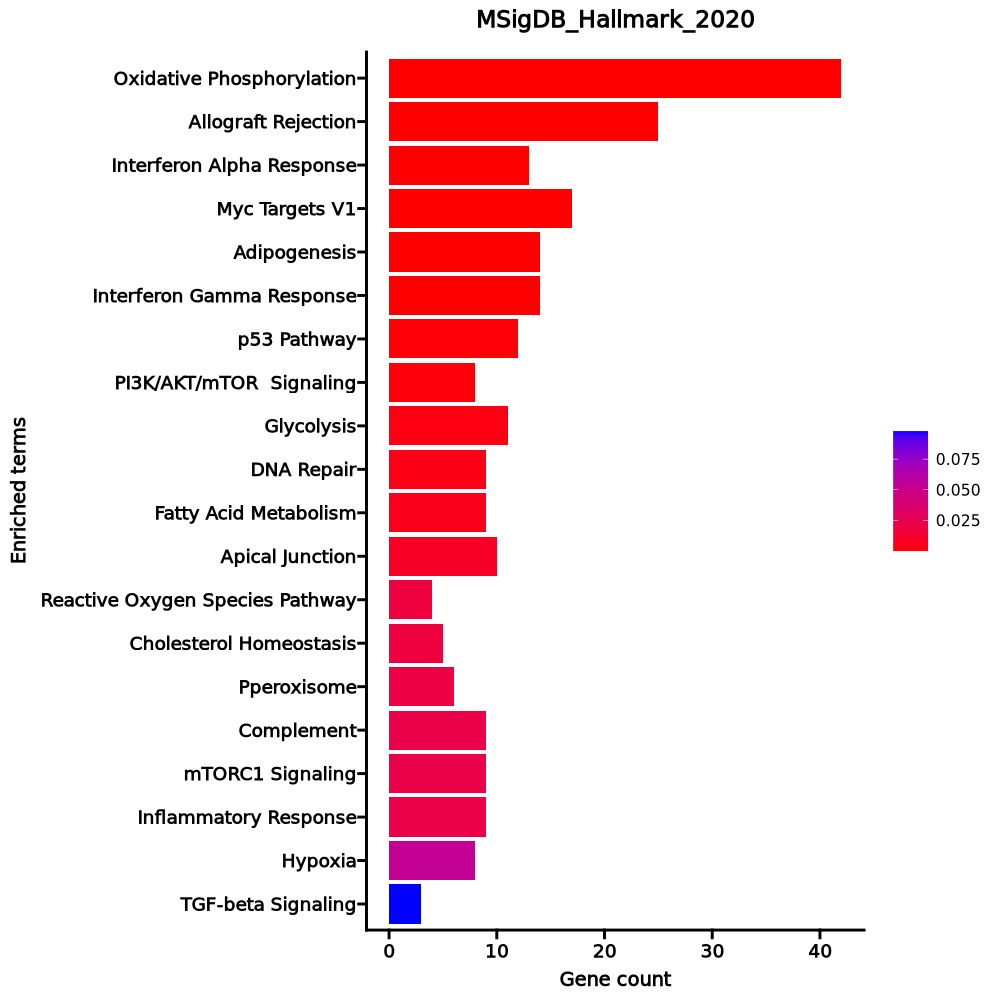 MSigDB_Hallmark_2020
Oxidative Phosphorylation
Allograft Rejection
Interferon Alpha Response
Myc Targets V1
Adipogenesis
Interferon Gamma Response
p53 Pathway
PI3K/AKT/mTOR  Signaling
Glycolysis
DNA Repair
Fatty Acid Metabolism
Apical Junction
Reactive Oxygen Species Pathway
Cholesterol Homeostasis
Pperoxisome
Complement
mTORC1 Signaling
Inflammatory Response
Hypoxia
TGF-beta Signaling
Enriched terms
0 10 20 30 40
Gene count
0.075
0.050
0.025